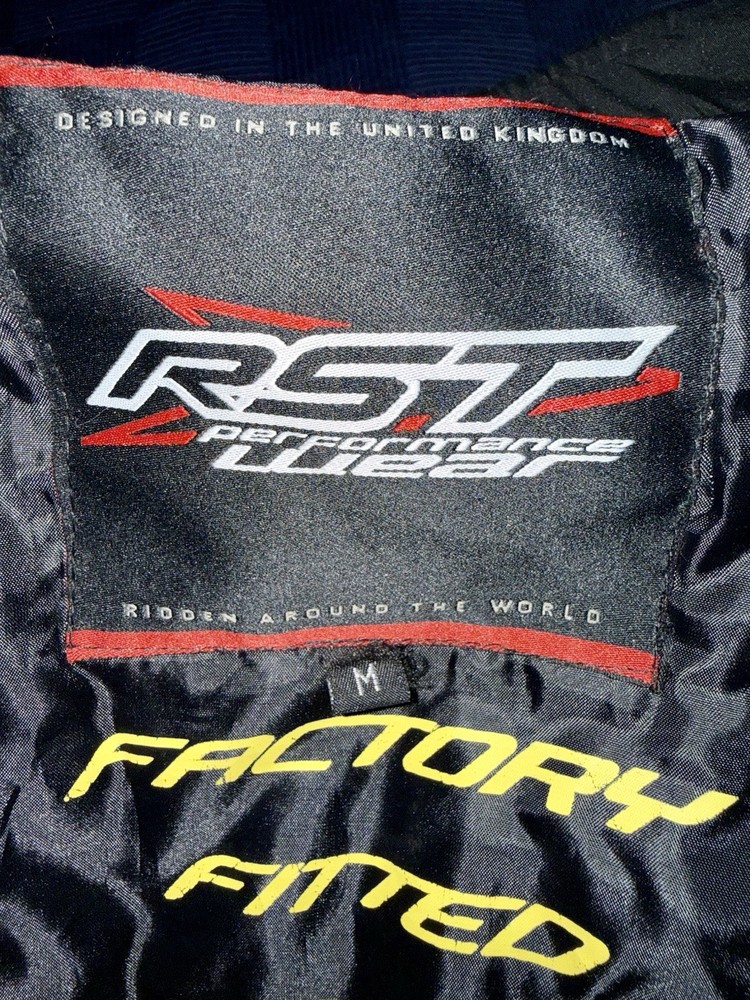 DESIGNED IN THE UNITED KINGDOM
RST
performance
wear
RIDDEN AROUND THE WORLD
M
FACTORY
FITTED